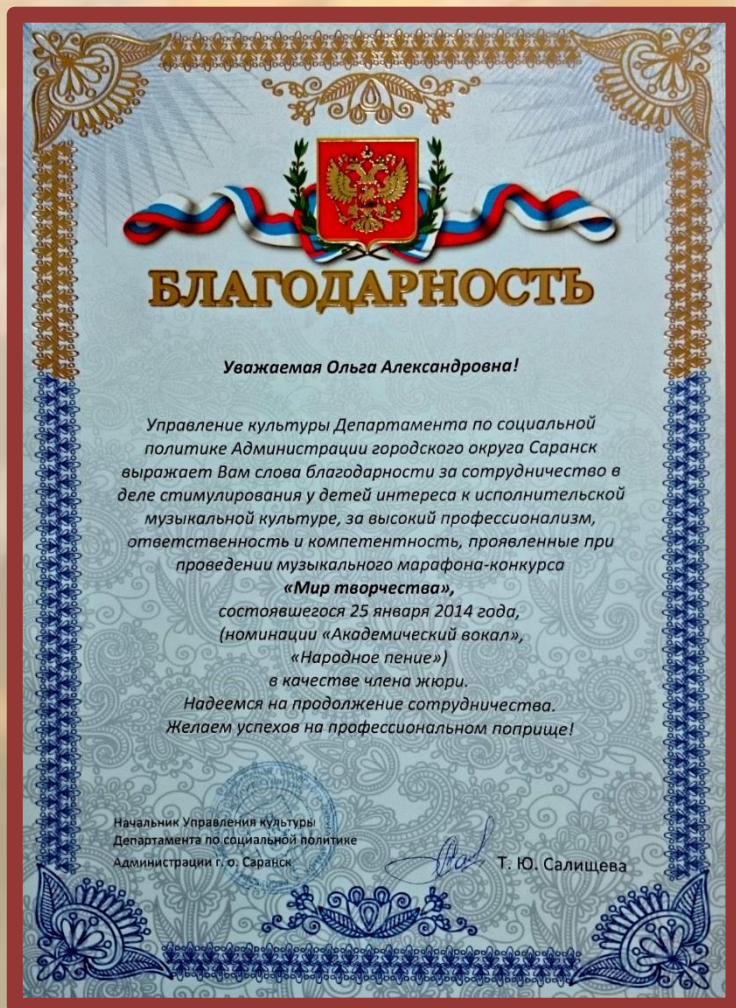 БЛАГОДАРНОСТЬ
Уважаемая Ольга Александровна!
Управление культуры Департамента по социальной
политике Администрации городского округа Саранск
выражает Вам слова благодарности за сотрудничество в
деле стимулирования у детей интереса к исполнительской
музыкальной культуре, за высокий профессионализм,
ответственность и компетентность, проявленные при
проведении музыкального марафона-конкурса
«Мир творчества»,
состоявшегося 25 января 2014 года,
(номинации «Академический вокал»,
«Народное пение»)
в качестве члена жюри.
Надеемся на продолжение сотрудничества.
Желаем успехов на профессиональном поприще!
Начальник Управления культуры
Департамента по социальной политике
Администрации г. о. Саранск
Т. Ю. Салищева